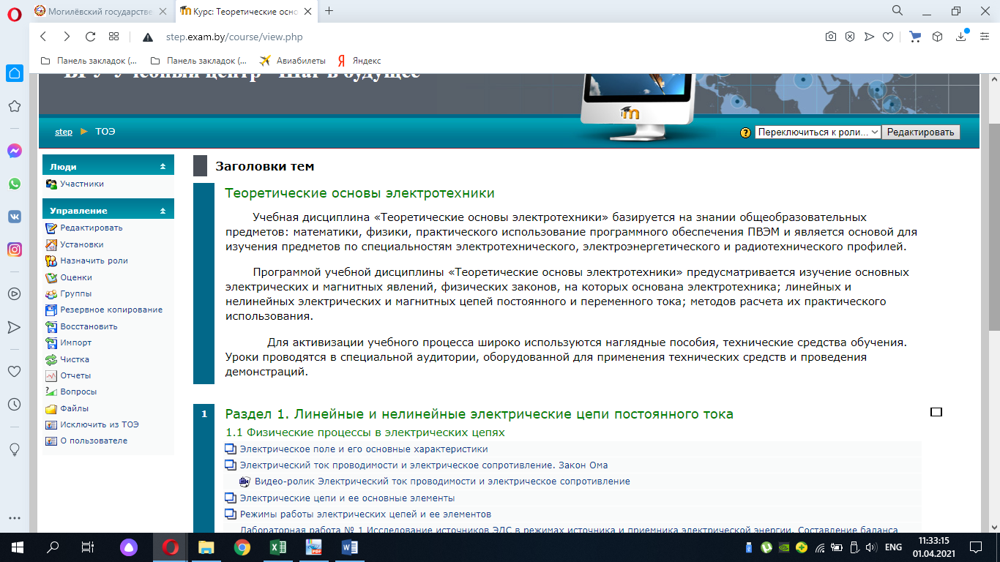 Могилёвский государстве
Курс: Теоретические осно
step.exam.by/course/view.php
Панель закладок (...
Панель закладок (...
Авиабилеты
Яндекс
БРУ Учебный центр "Шаг в будущее"
step ► ТОЭ
Переключиться к роли...
Редактировать
Люди
Участники
Управление
Редактировать
Установки
Назначить роли
Оценки
Группы
Резервное копирование
Восстановить
Импорт
Чистка
Отчеты
Вопросы
Файлы
Исключить из ТОЭ
О пользователе
Заголовки тем
Теоретические основы электротехники
Учебная дисциплина «Теоретические основы электротехники» базируется на знании общеобразовательных
предметов: математики, физики, практического использование программного обеспечения ПВЭМ и является основой для
изучения предметов по специальностям электротехнического, электроэнергетического и радиотехнического профилей.
Программой учебной дисциплины «Теоретические основы электротехники» предусматривается изучение основных
электрических и магнитных явлений, физических законов, на которых основана электротехника; линейных и
нелинейных электрических и магнитных цепей постоянного и переменного тока; методов расчета их практического
использования.
Для активизации учебного процесса широко используются наглядные пособия, технические средства обучения.
Уроки проводятся в специальной аудитории, оборудованной для применения технических средств и проведения
демонстраций.
1
Раздел 1. Линейные и нелинейные электрические цепи постоянного тока
1.1 Физические процессы в электрических цепях
Электрическое поле и его основные характеристики
Электрический ток проводимости и электрическое сопротивление. Закон Ома
Видео-ролик Электрический ток проводимости и электрическое сопротивление
Электрические цепи и ее основные элементы
Режимы работы электрических цепей и ее элементов
Лабораторная работа № 1 Исследование источников ЭДС в режимах источника и приемника электрической энергии. Составление баланса
ENG
11:33:15
01.04.2021